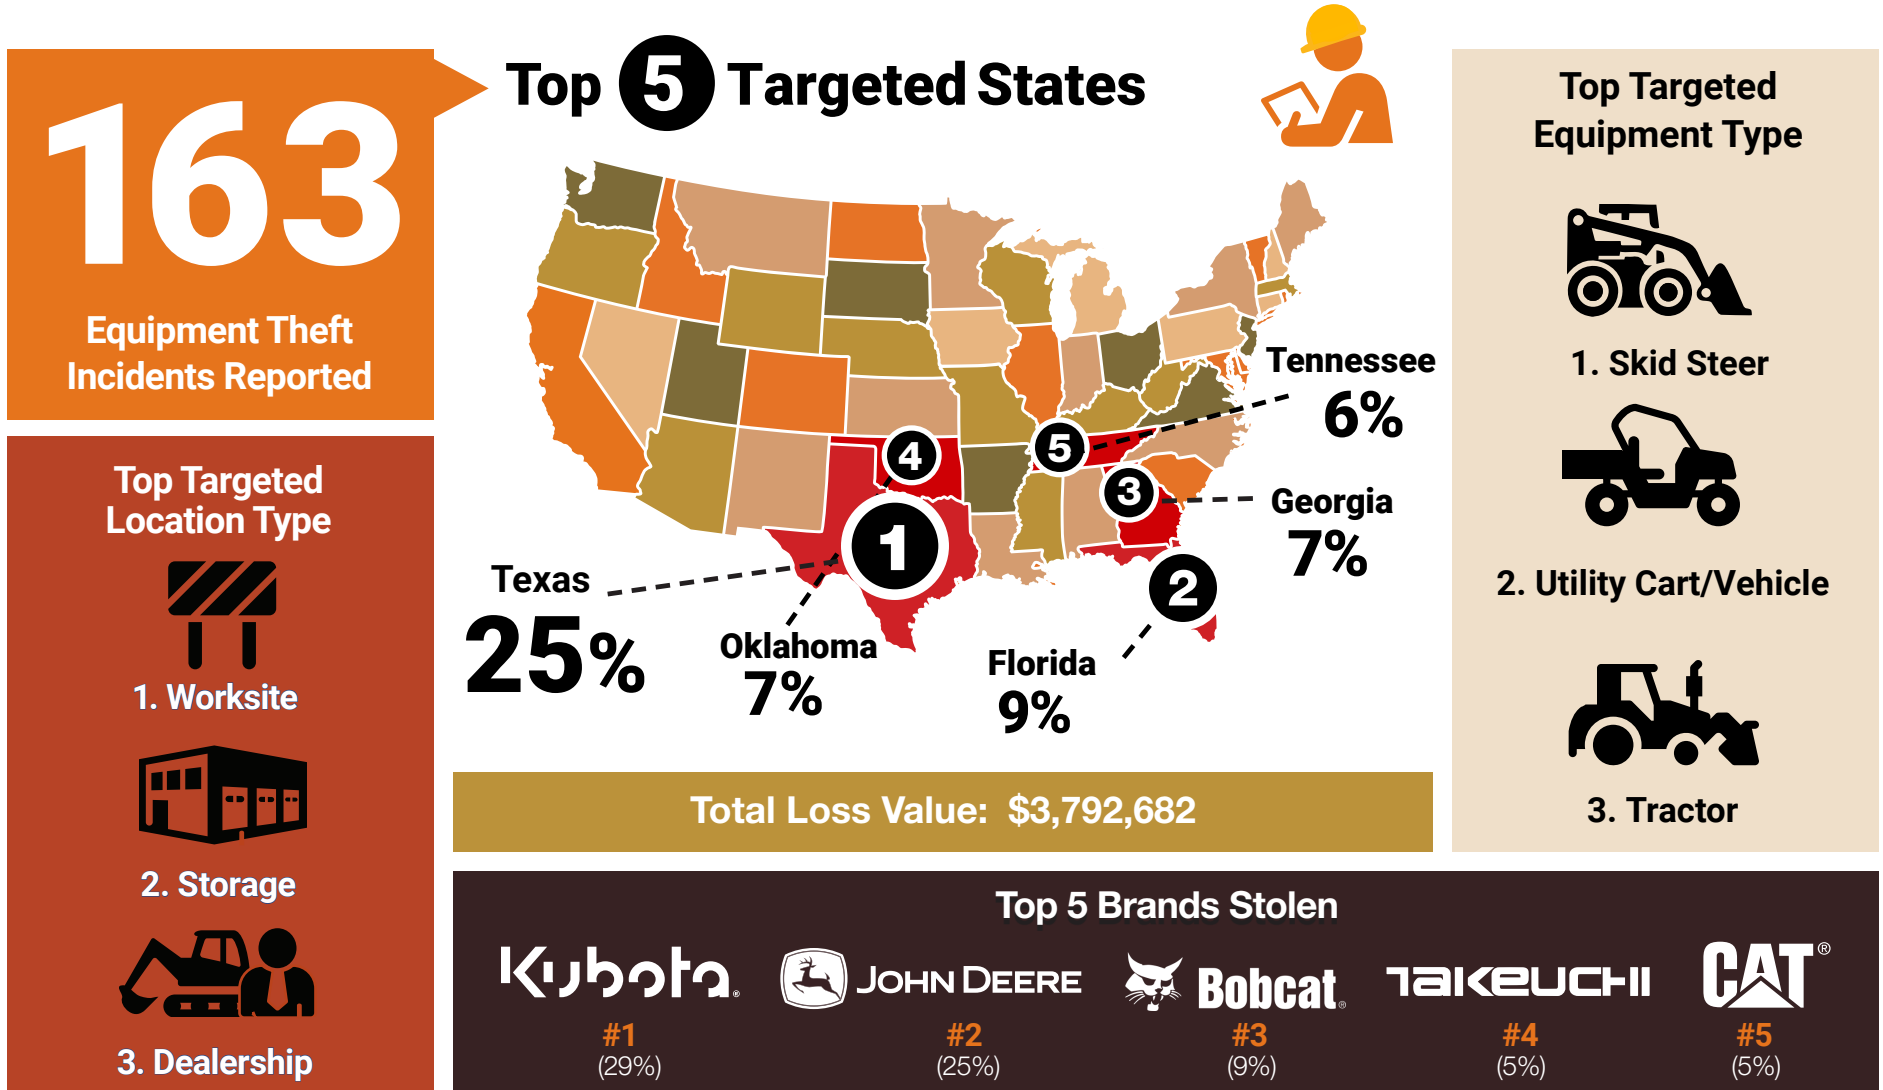 163
Equipment Theft
Incidents Reported
Top 5 Targeted States
Top Targeted
Equipment Type
1. Skid Steer
2. Utility Cart/Vehicle
3. Tractor
Top Targeted
Location Type
1. Worksite
2. Storage
3. Dealership
4
5
3
1
2
Tennessee
6%
Georgia
7%
Texas
25%
Oklahoma
7%
Florida
9%
Total Loss Value: $3,792,682
Top 5 Brands Stolen
Kubota®
JOHN DEERE
Bobcat®
TAKEUCHI
CAT®
#1
(29%)
#2
(25%)
#3
(9%)
#4
(5%)
#5
(5%)